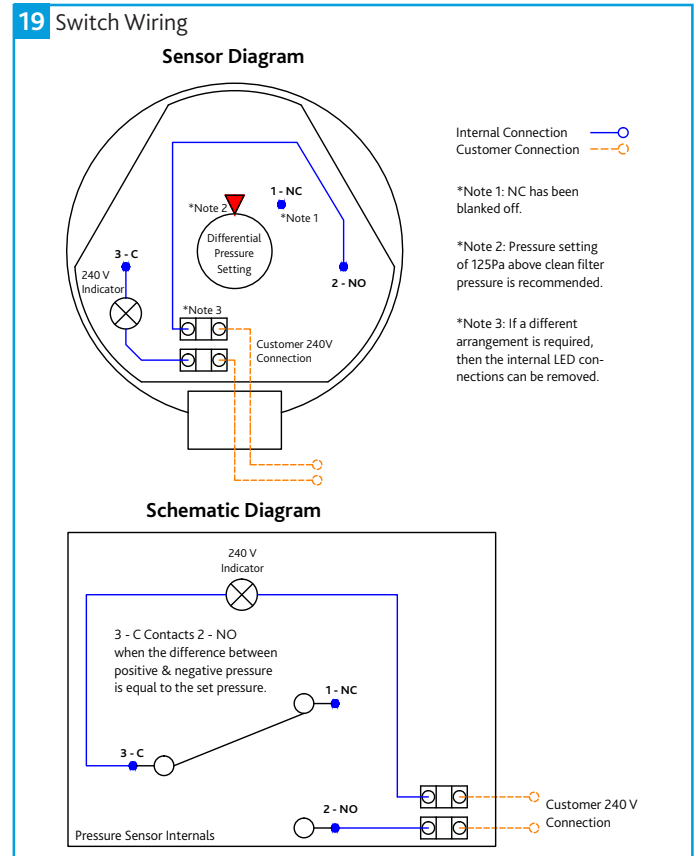 19 Switch Wiring
Sensor Diagram
Internal Connection
Customer Connection
*Note 1: NC has been
blanked off.
*Note 2: Pressure setting
of 125Pa above clean filter
pressure is recommended.
*Note 3: If a different
arrangement is required,
then the internal LED con-
nections can be removed.
1 - NC
*Note 2
*Note 1
Differential
Pressure
Setting
3 - C
240 V
Indicator
2 - NO
*Note 3
Customer 240V
Connection
Schematic Diagram
240 V
Indicator
3 - C Contacts 2 - NO
when the difference between
positive & negative pressure
is equal to the set pressure.
1 - NC
3 - C
2 - NO
Customer 240 V
Connection
Pressure Sensor Internals